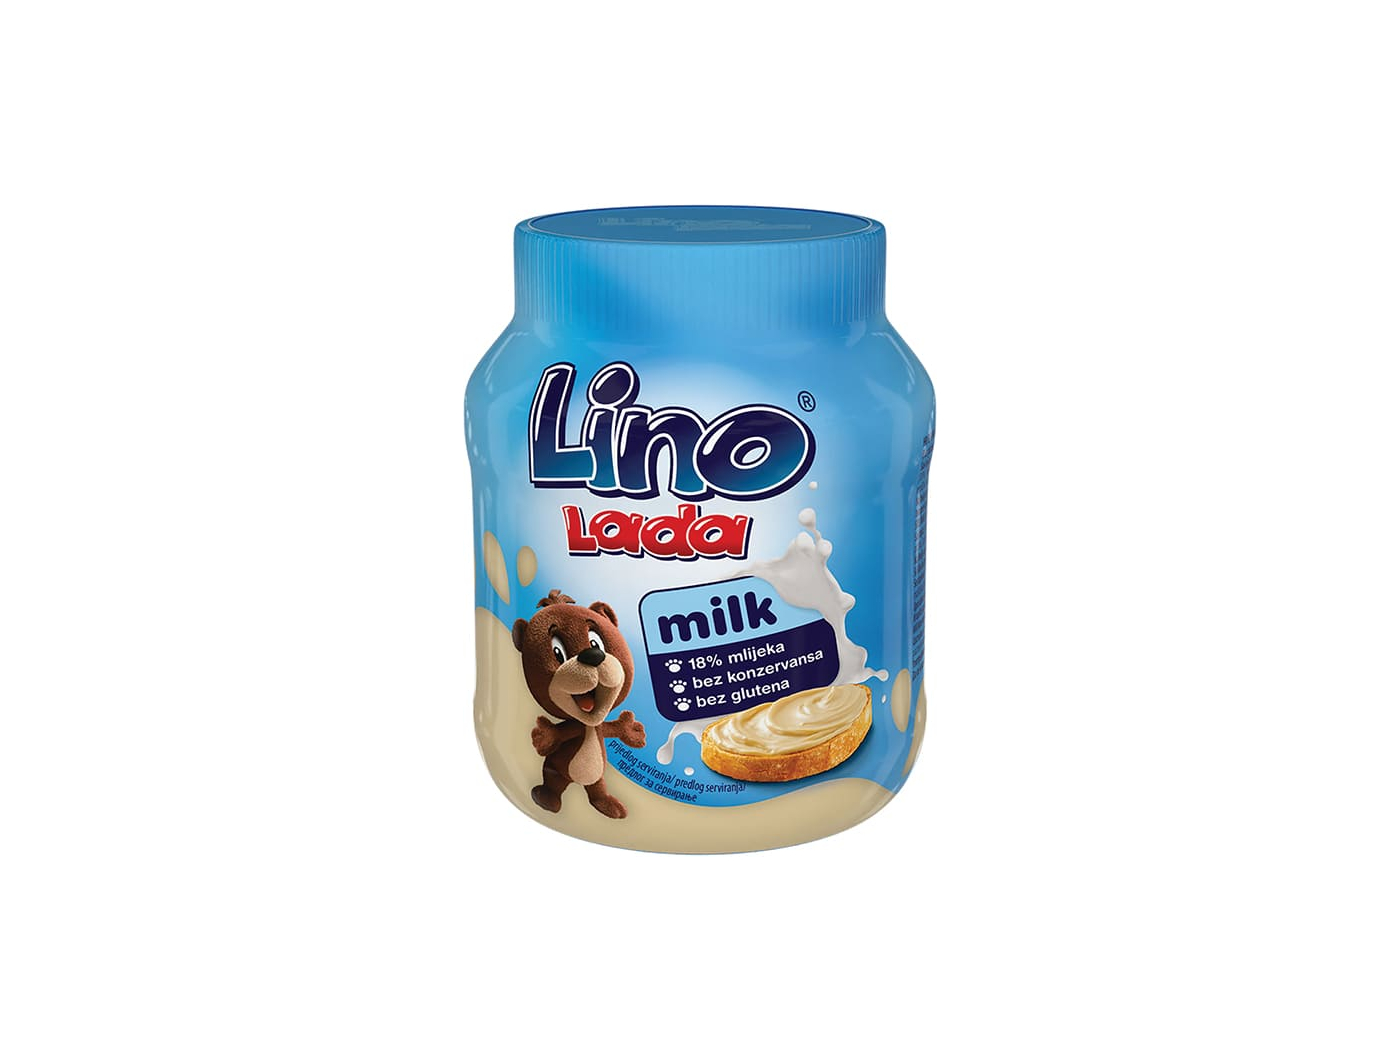 Lino®
Lada
milk
18% mlijeka
bez konzervansa
bez glutena
prijedlog serviranja/ predlog serviranja/
предлог за сервирање